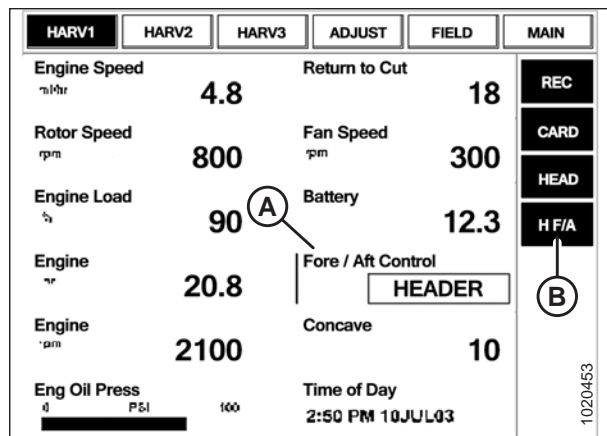 HARV1 HARV2 HARV3 ADJUST FIELD MAIN
Engine Speed Return to Cut REC
4.8 18
Rotor Speed Fan Speed CARD
rpm rpm
800 300
HEAD
Engine Load Battery
A
90 12.3 H F/A
Engine Fore / Aft Control
20.8 HEADER B
Engine Concave
rpm
2100 10
Eng Oil Press Time of Day
0 PSI 100
2:50 PM 10JUL03
1020453